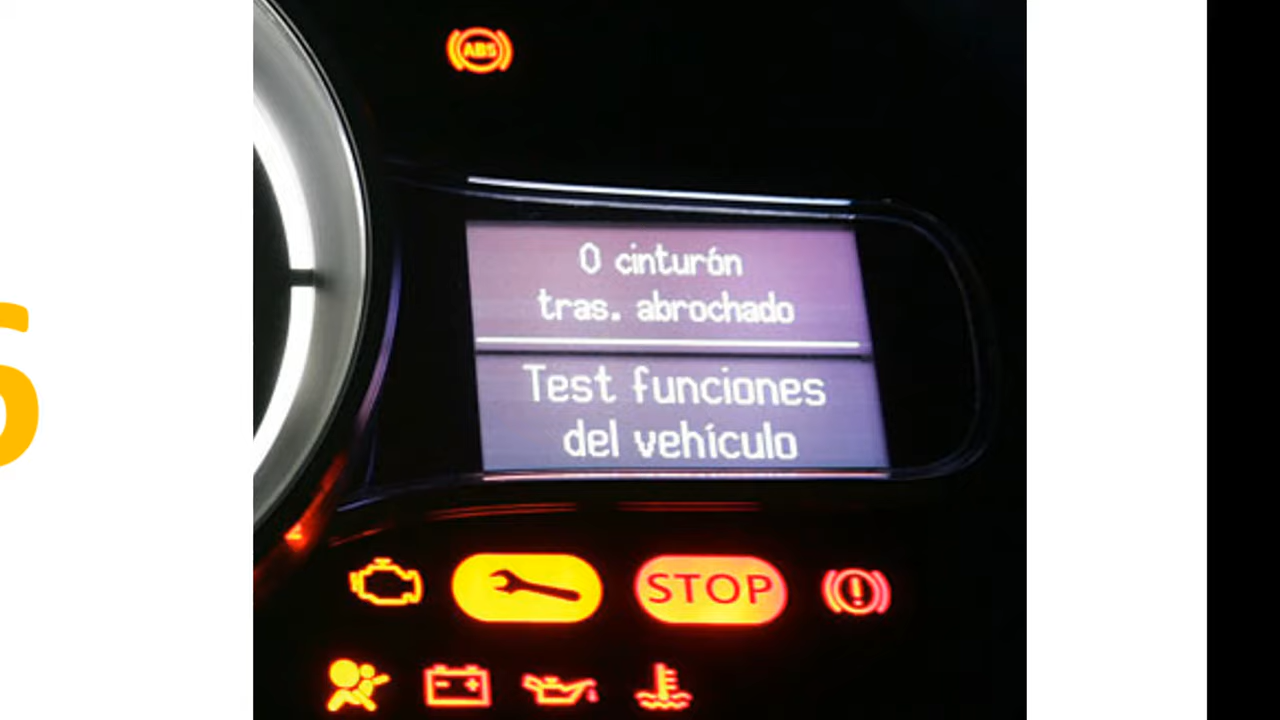 ABS
0 cinturón
tras. abrochado
Test funciones
del vehículo
STOP